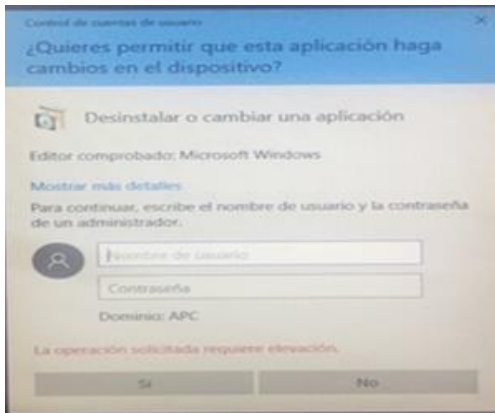 Control de cuentas de usuario
¿Quieres permitir que esta aplicación haga
cambios en el dispositivo?
Desinstalar o cambiar una aplicación
Editor comprobado: Microsoft Windows
Mostrar más detalles
Para continuar, escribe el nombre de usuario y la contraseña
de un administrador.
Nombre de usuario
Contraseña
Dominio: APC
La operación solicitada requiere elevación.
Sí
No